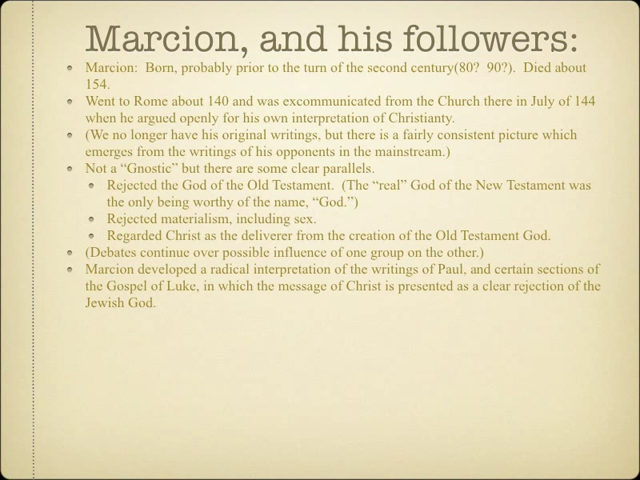 Marcion, and his followers:
Marcion:  Born, probably prior to the turn of the second century(80?  90?).  Died about
154.
Went to Rome about 140 and was excommunicated from the Church there in July of 144
when he argued openly for his own interpretation of Christianty.
(We no longer have his original writings, but there is a fairly consistent picture which
emerges from the writings of his opponents in the mainstream.)
Not a “Gnostic” but there are some clear parallels.
Rejected the God of the Old Testament.  (The “real” God of the New Testament was
the only being worthy of the name, “God.”)
Rejected materialism, including sex.
Regarded Christ as the deliverer from the creation of the Old Testament God.
(Debates continue over possible influence of one group on the other.)
Marcion developed a radical interpretation of the writings of Paul, and certain sections of
the Gospel of Luke, in which the message of Christ is presented as a clear rejection of the
Jewish God.